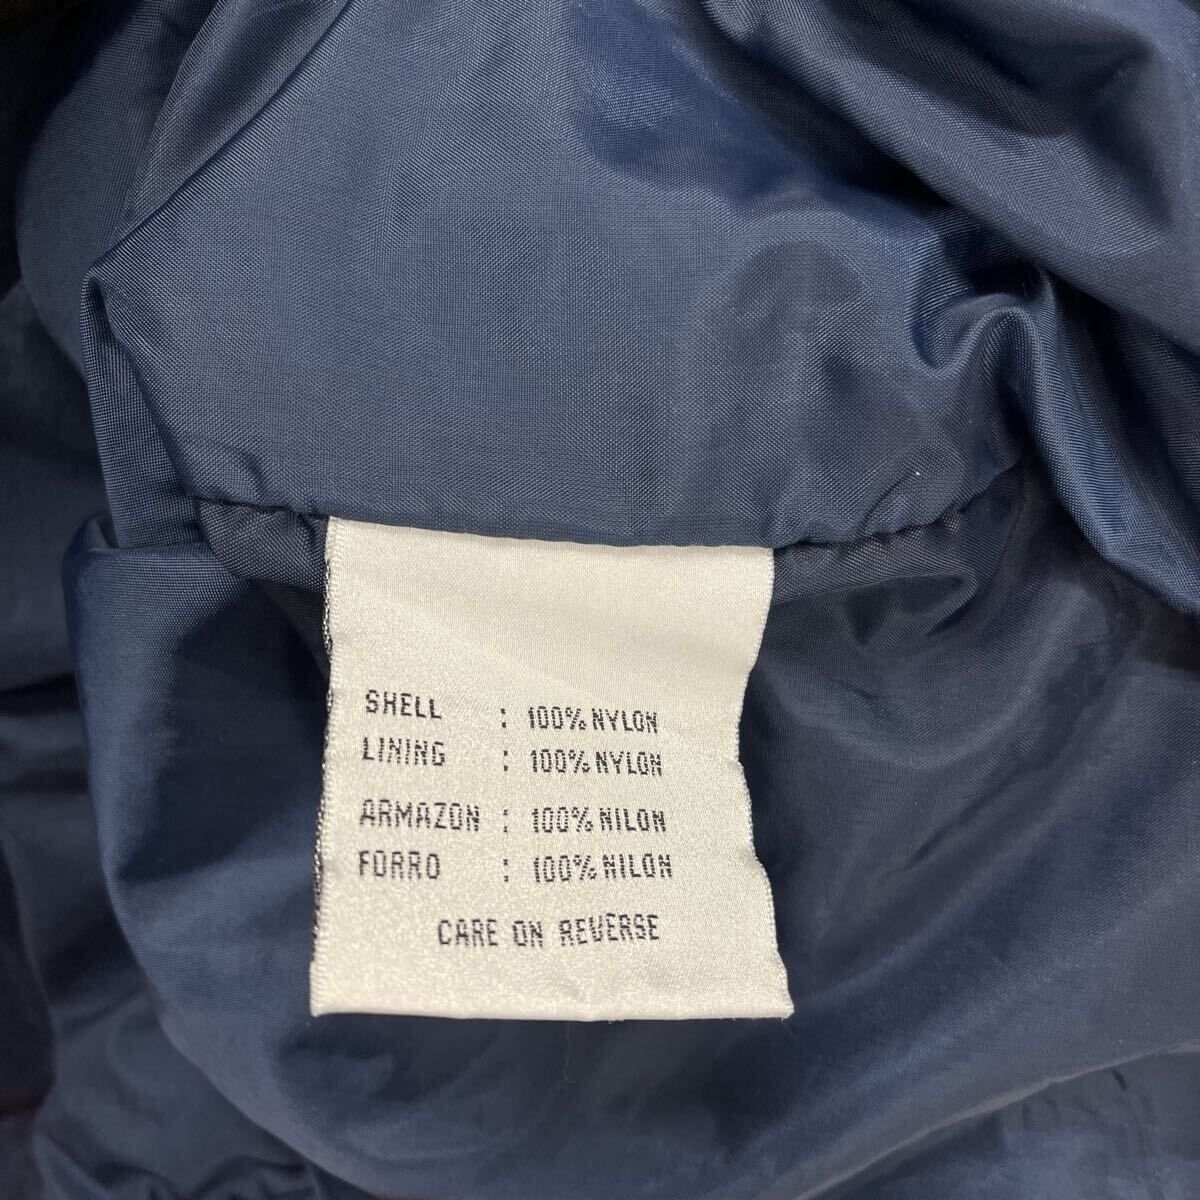 SHELL : 100% NYLON
LINING : 100% NYLON
ARMAZON : 100% NILON
FORRO : 100% NILON
CARE ON REVERSE